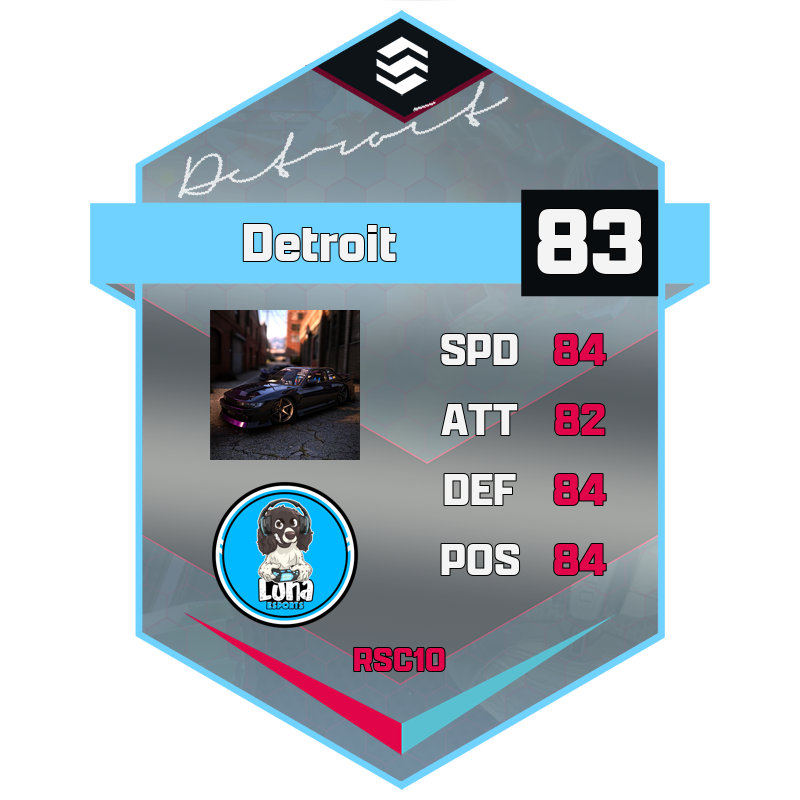 Detroit
Detroit
83
SPD 84
ATT 82
DEF 84
POS 84
Luna
ESPORTS
RSC10